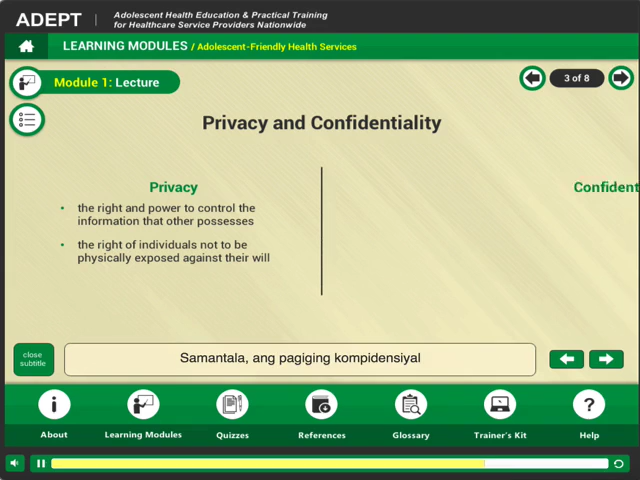 ADEPT
Adolescent Health Education & Practical Training
for Healthcare Service Providers Nationwide
LEARNING MODULES / Adolescent-Friendly Health Services
Module 1: Lecture
3 of 8
Privacy and Confidentiality
Privacy
• the right and power to control the
information that other possesses
• the right of individuals not to be
physically exposed against their will
Confident
close
subtitle
Samantala, ang pagiging kompidensiyal
About
Learning Modules
Quizzes
References
Glossary
Trainer's Kit
Help